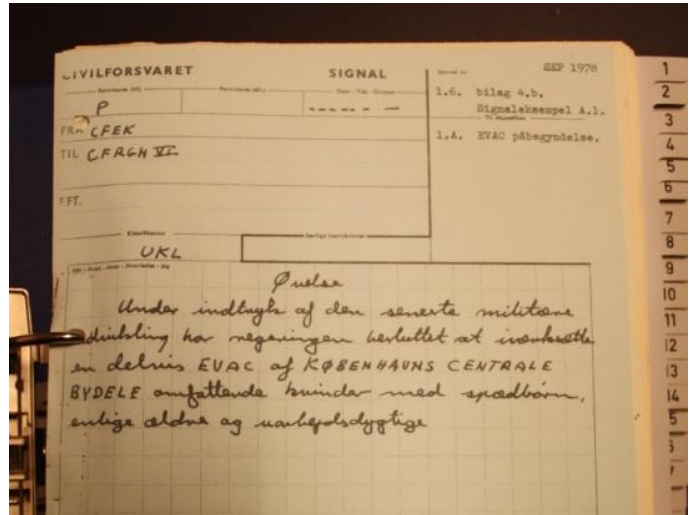 CIVILFORSVARET
SIGNAL
SEP 1978
P
1.6. bilag 4.b.
Signaleksempel A.1.
FRA CFEK
TIL CFRGH VI
1.A. EVAC påbegyndelse.
EFT.
Klassifikation
UKL
Øvelse
Under indtryk af den seneste militære
udvikling har regeringen besluttet at iværksætte
en delvis EVAC af KØBENHAVNS CENTRALE
BYDELE omfattende kvinder med spædbørn,
enlige ældre og uarbejdsdygtige
1
2
3
4
5
6
7
8
9
10
11
12
13
14